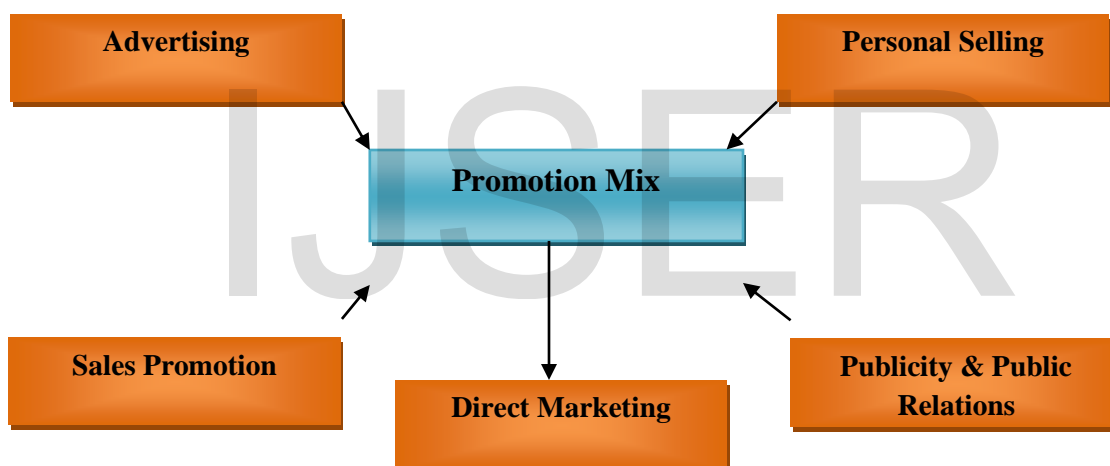 Advertising
Personal Selling
IJSER
Promotion Mix
Sales Promotion
Publicity & Public
Relations
Direct Marketing